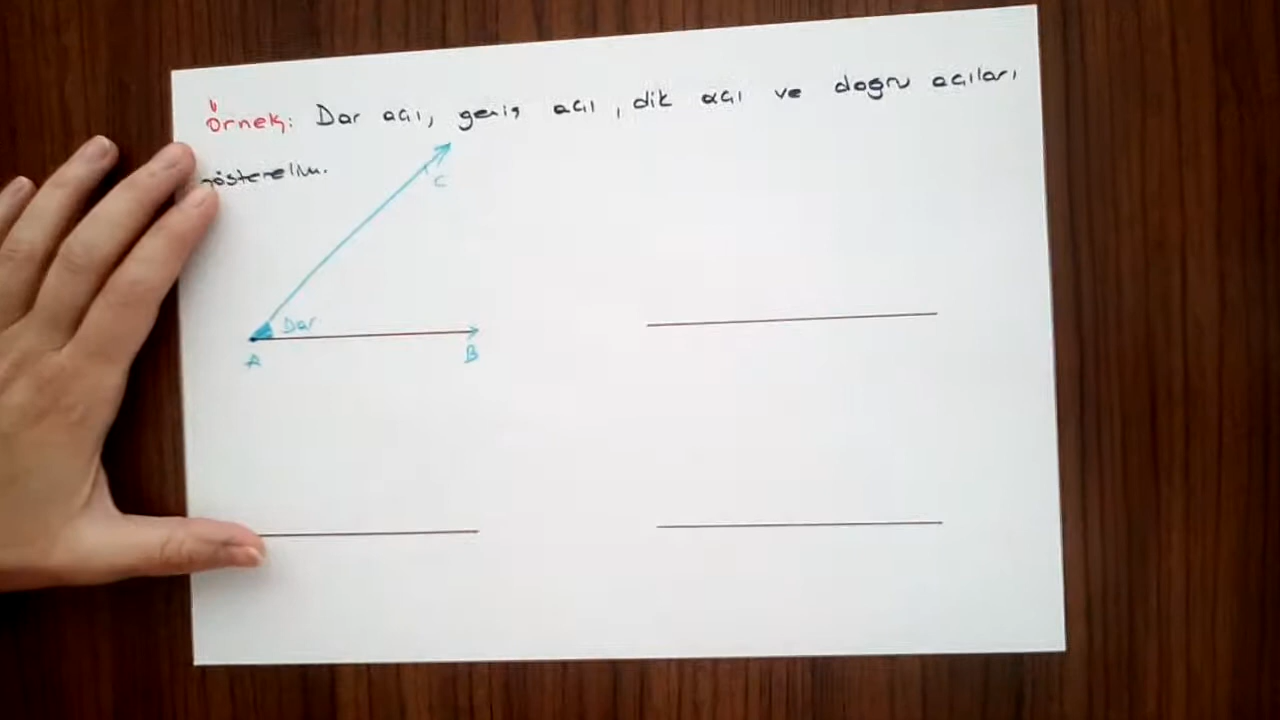 Örnek: Dar açı, geniş açı, dik açı ve doğru açıları
gösterelim.
C
Dar
A
B